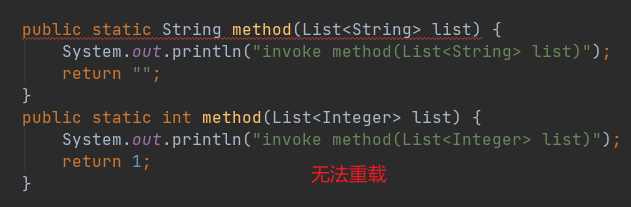 public static String method(List<String> list) {
    System.out.println("invoke method(List<String> list)");
    return "";
}
public static int method(List<Integer> list) {
    System.out.println("invoke method(List<Integer> list)");
    return 1;
无法重载
}